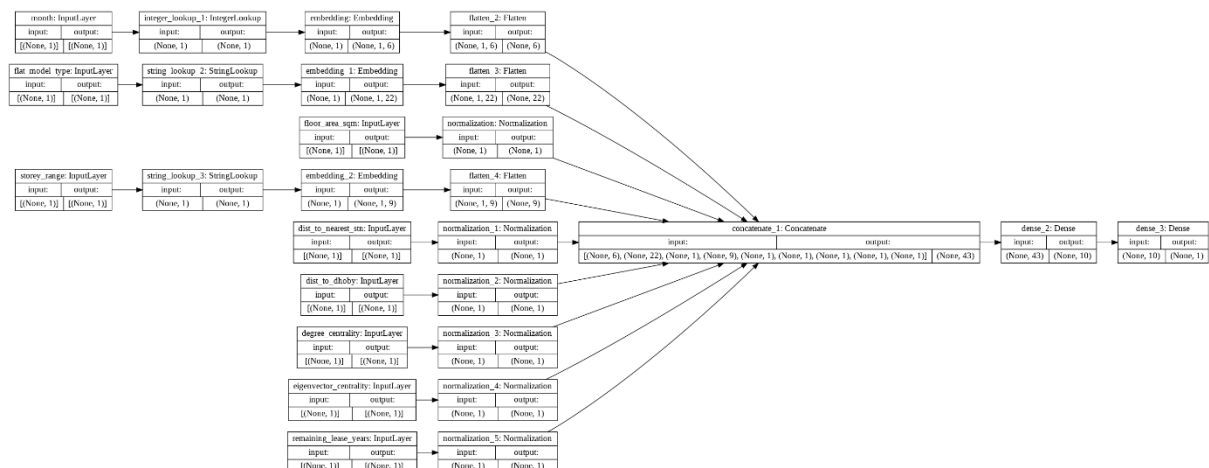 month: InputLayer
input: output:
[(None, 1)] [(None, 1)]
integer_lookup_1: IntegerLookup
input: output:
(None, 1) (None, 1)
embedding: Embedding
input: output:
(None, 1) (None, 1, 6)
flatten_2: Flatten
input: output:
(None, 1, 6) (None, 6)
flat_model_type: InputLayer
input: output:
[(None, 1)] [(None, 1)]
string_lookup_2: StringLookup
input: output:
(None, 1) (None, 1)
embedding_1: Embedding
input: output:
(None, 1) (None, 1, 22)
flatten_3: Flatten
input: output:
(None, 1, 22) (None, 22)
floor_area_sqm: InputLayer
input: output:
[(None, 1)] [(None, 1)]
normalization: Normalization
input: output:
(None, 1) (None, 1)
storey_range: InputLayer
input: output:
[(None, 1)] [(None, 1)]
string_lookup_3: StringLookup
input: output:
(None, 1) (None, 1)
embedding_2: Embedding
input: output:
(None, 1) (None, 1, 9)
flatten_4: Flatten
input: output:
(None, 1, 9) (None, 9)
dist_to_nearest_stn: InputLayer
input: output:
[(None, 1)] [(None, 1)]
normalization_1: Normalization
input: output:
(None, 1) (None, 1)
concatenate_1: Concatenate
input: output:
[(None, 6), (None, 22), (None, 1), (None, 9), (None, 1), (None, 1), (None, 1), (None, 1), (None, 1)] (None, 43)
dense_2: Dense
input: output:
(None, 43) (None, 10)
dense_3: Dense
input: output:
(None, 10) (None, 1)
dist_to_dhoby: InputLayer
input: output:
[(None, 1)] [(None, 1)]
normalization_2: Normalization
input: output:
(None, 1) (None, 1)
degree_centrality: InputLayer
input: output:
[(None, 1)] [(None, 1)]
normalization_3: Normalization
input: output:
(None, 1) (None, 1)
eigenvector_centrality: InputLayer
input: output:
[(None, 1)] [(None, 1)]
normalization_4: Normalization
input: output:
(None, 1) (None, 1)
remaining_lease_years: InputLayer
input: output:
[(None, 1)] [(None, 1)]
normalization_5: Normalization
input: output:
(None, 1) (None, 1)